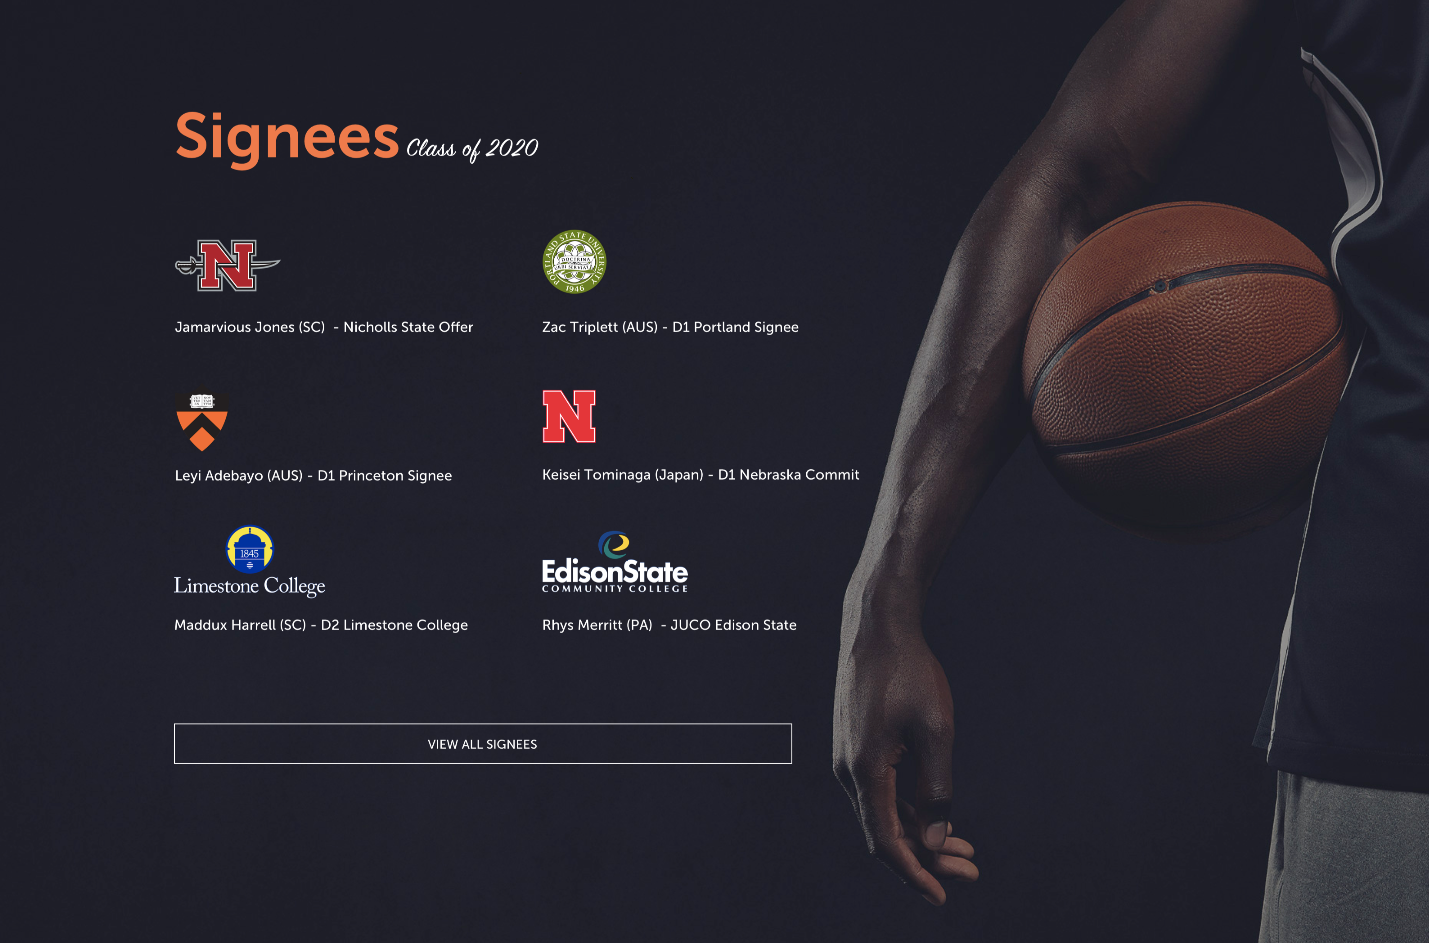 Signees Class of 2020
N
PORTLAND STATE UNIVERSITY
DOCTRINA
1946
Jamarvious Jones (SC)  - Nicholls State Offer
Zac Triplett (AUS) - D1 Portland Signee
N
Leyi Adebayo (AUS) - D1 Princeton Signee
Keisei Tominaga (Japan) - D1 Nebraska Commit
1845
Limestone College
EdisonState
COMMUNITY COLLEGE
Maddux Harrell (SC) - D2 Limestone College
Rhys Merritt (PA)  - JUCO Edison State
VIEW ALL SIGNEES